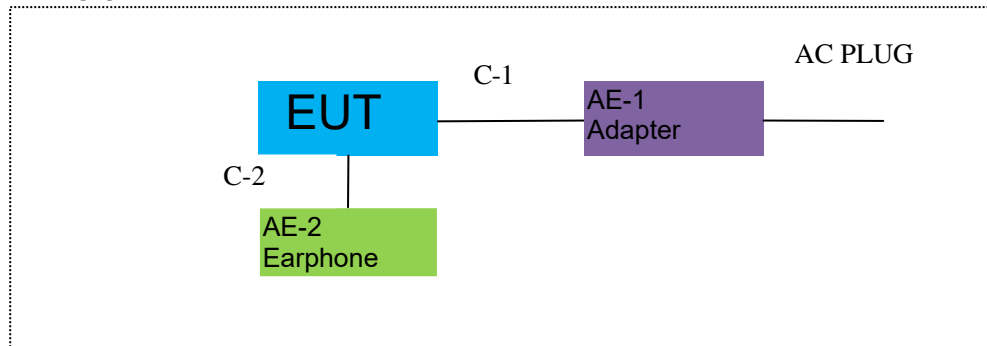 AC PLUG
C-1
EUT
AE-1
Adapter
C-2
AE-2
Earphone